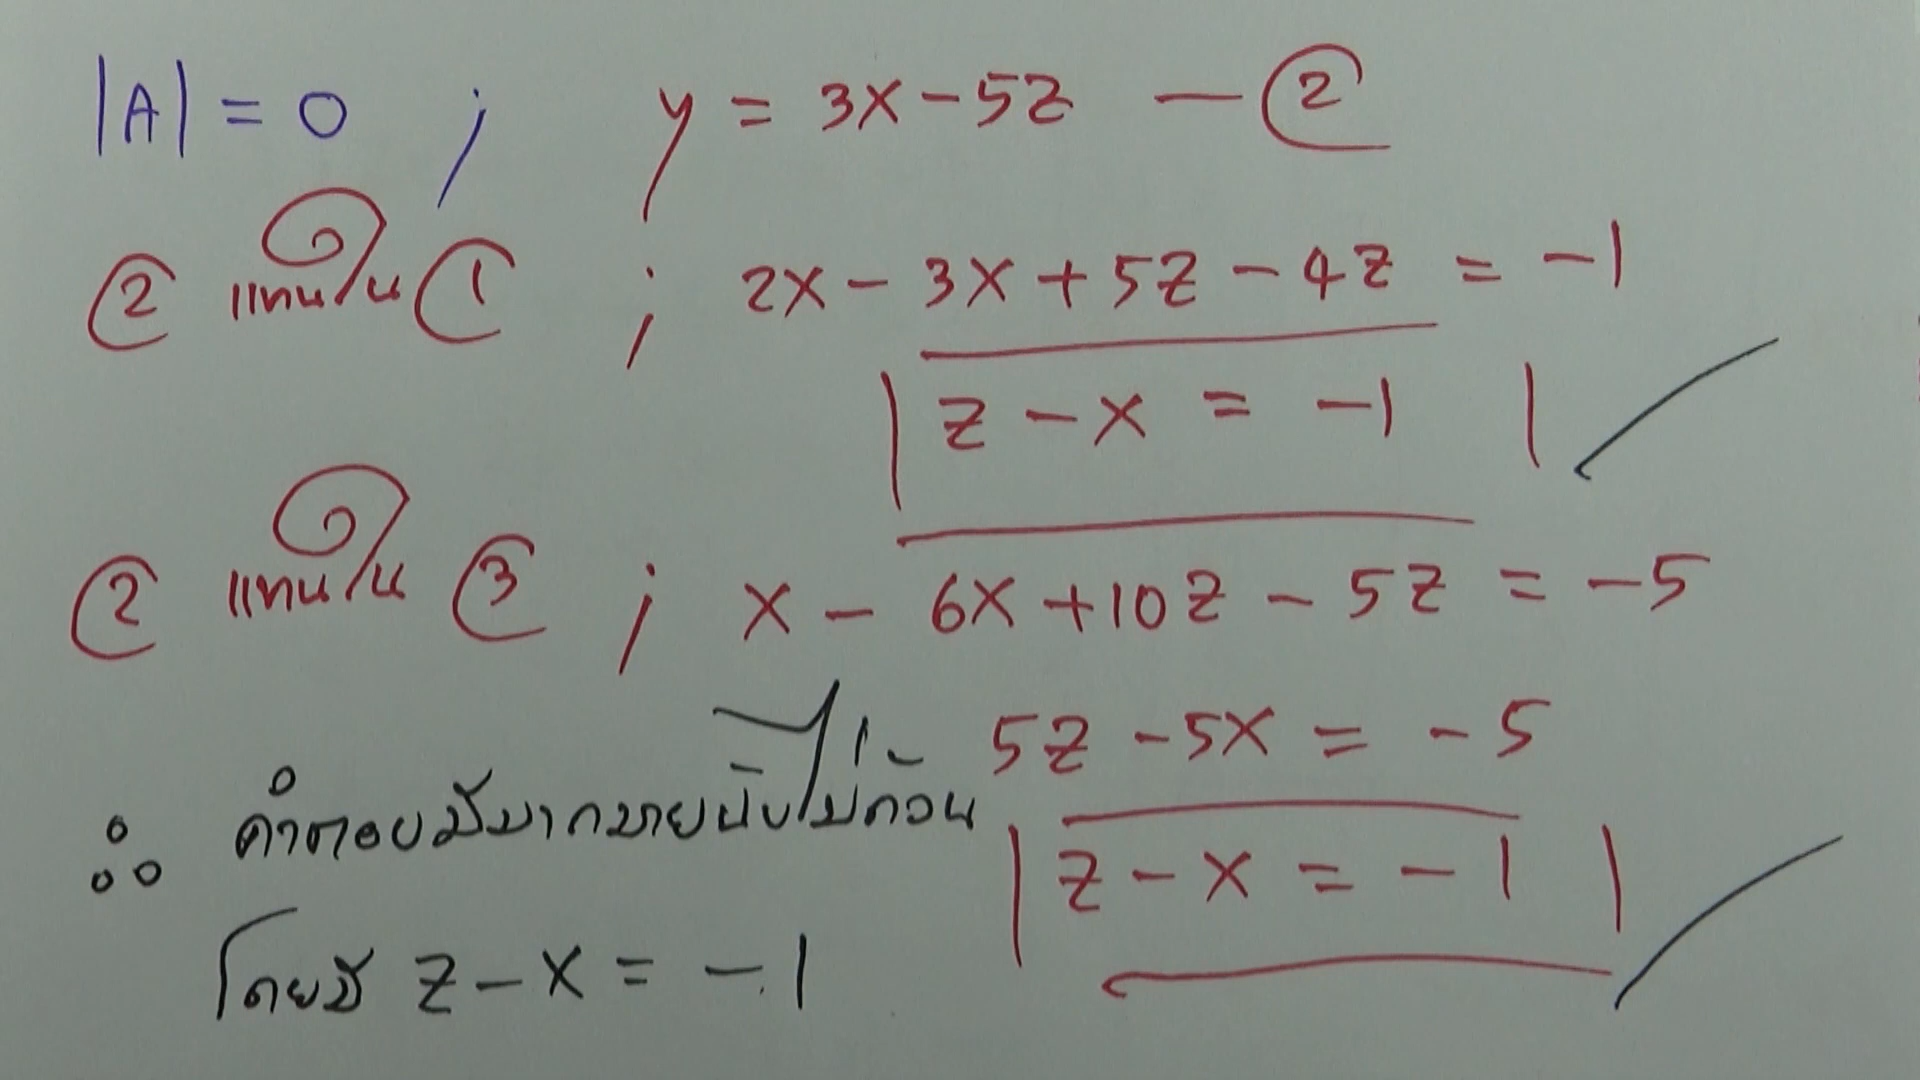 |A| = 0 ; y = 3x - 5z — ②
② แทนใน ① ; 2x - 3x + 5z - 4z = -1
z - x = -1
② แทนใน ③ ; x - 6x + 10z - 5z = -5
5z - 5x = -5
∴ คำตอบมีมากมายนับไม่ถ้วน
z - x = -1
โดยมี z - x = -1